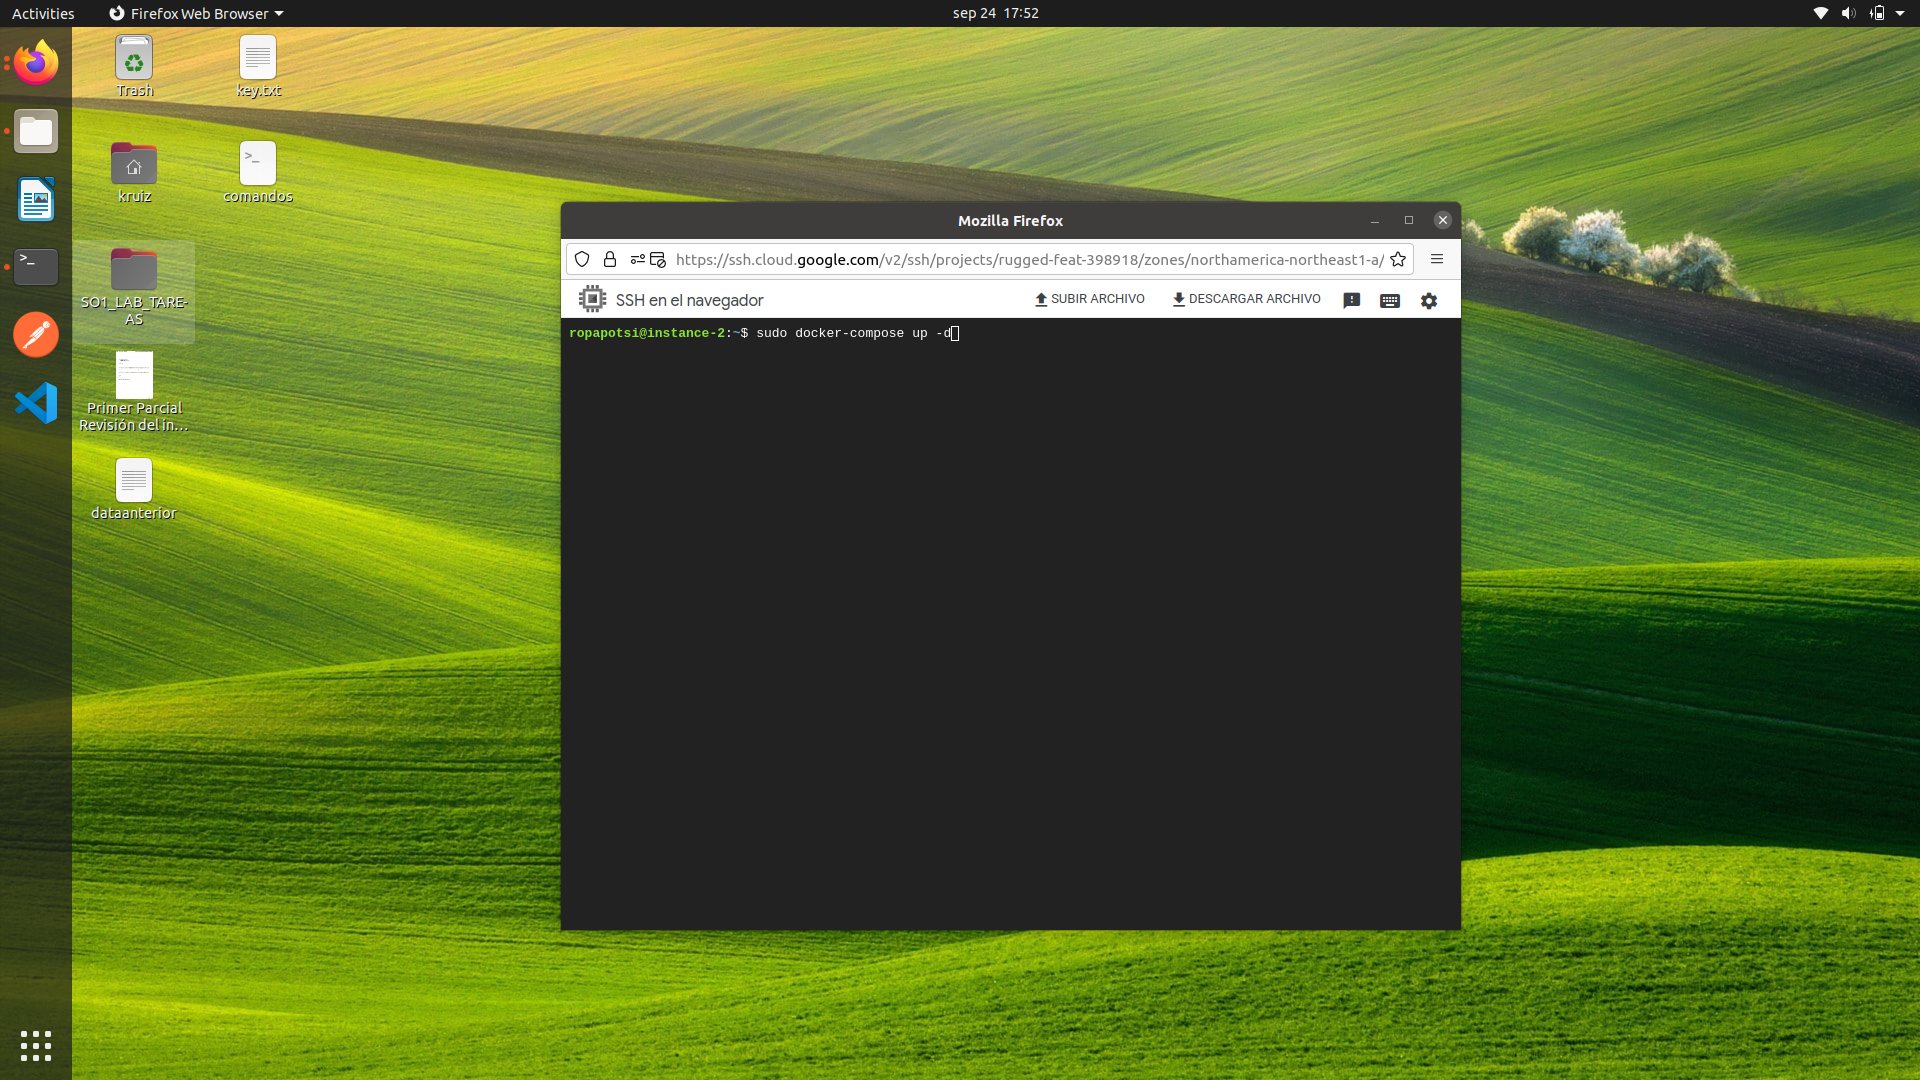 Activities
Firefox Web Browser
sep 24 17:52
Trash
key.txt
kruiz
comandos
SO1_LAB_TARE-
AS
Primer Parcial
Revisión del in...
dataanterior
Mozilla Firefox
https://ssh.cloud.google.com/v2/ssh/projects/rugged-feat-398918/zones/northamerica-northeast1-a/
SSH en el navegador
SUBIR ARCHIVO
DESCARGAR ARCHIVO
ropapotsi@instance-2:~$ sudo docker-compose up -d